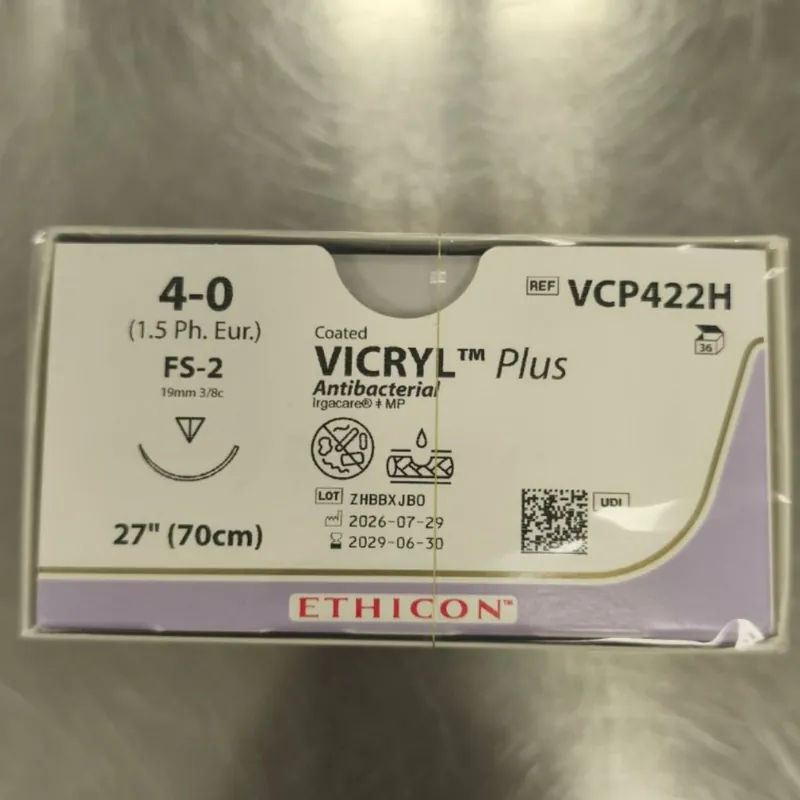 4-0
(1.5 Ph. Eur.)
FS-2
19mm 3/8c
27" (70cm)
Coated
VICRYL™ Plus
Antibacterial
Irgacare® ‡ MP
LOT ZHBBXJB0
2026-07-29
2029-06-30
REF VCP422H
36
UDI
ETHICON™